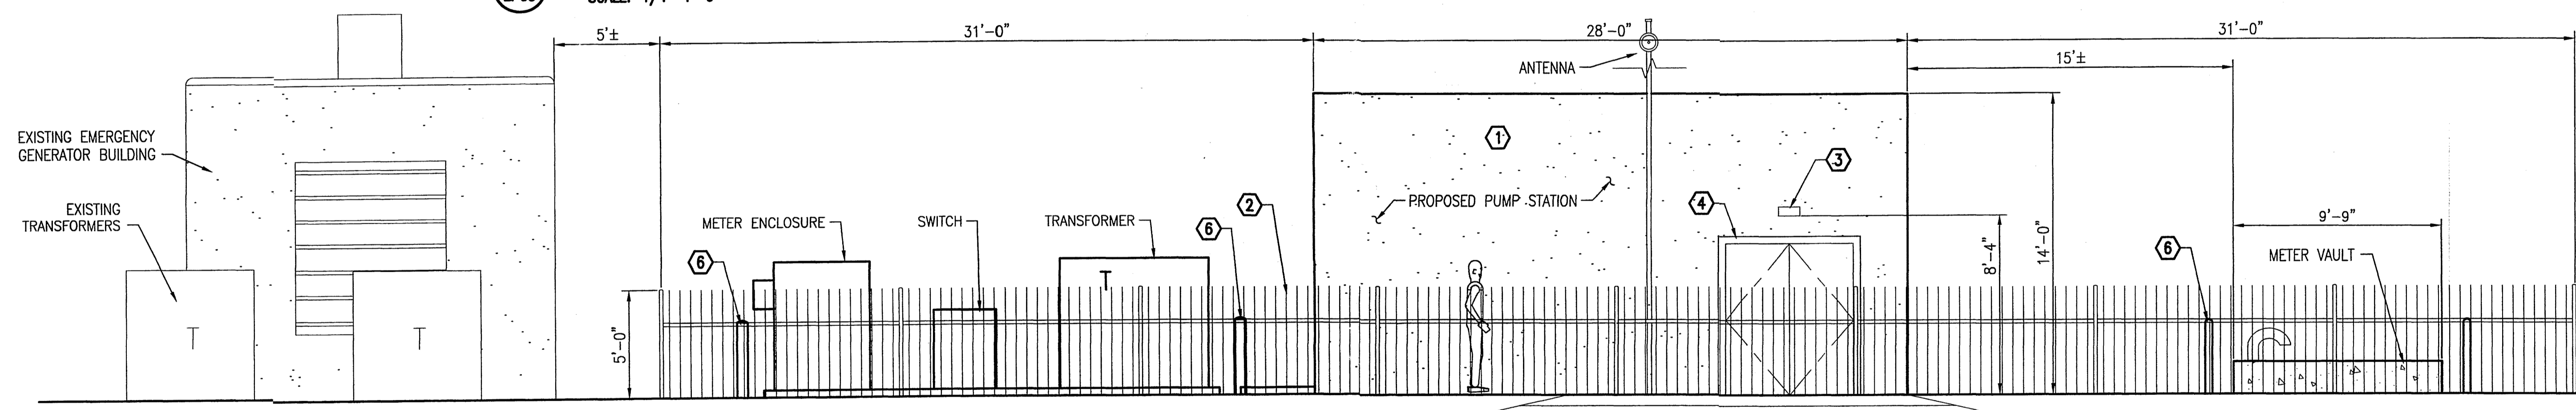 5'±
31'-0"
28'-0"
31'-0"
15'±
ANTENNA
EXISTING EMERGENCY
GENERATOR BUILDING
1
3
EXISTING
TRANSFORMERS
METER ENCLOSURE
SWITCH
TRANSFORMER
6
2
PROPOSED PUMP STATION
4
9'-9"
6
6
METER VAULT
8'-4"
14'-0"
T
5'-0"
T
T